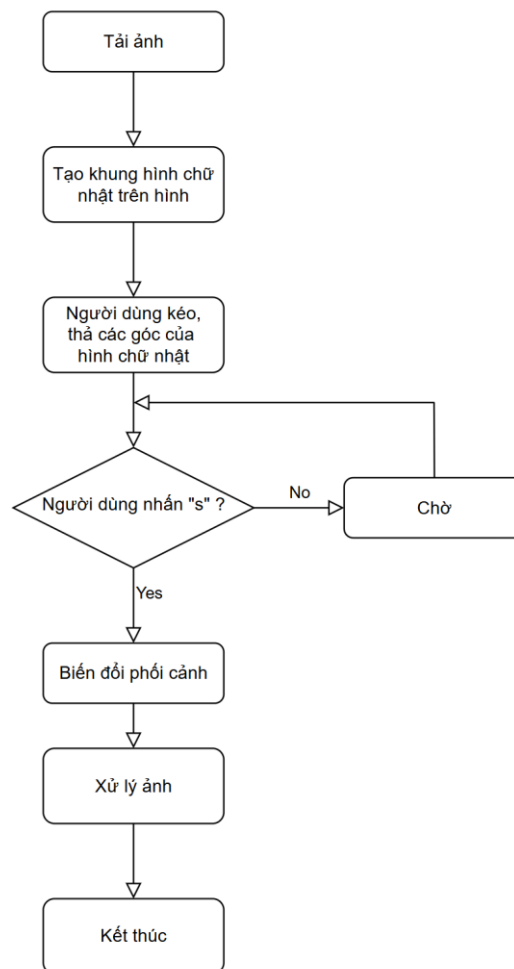 Tải ảnh
Tạo khung hình chữ
nhật trên hình
Người dùng kéo,
thả các góc của
hình chữ nhật
Người dùng nhấn "s" ?
No
Chờ
Yes
Biến đổi phối cảnh
Xử lý ảnh
Kết thúc